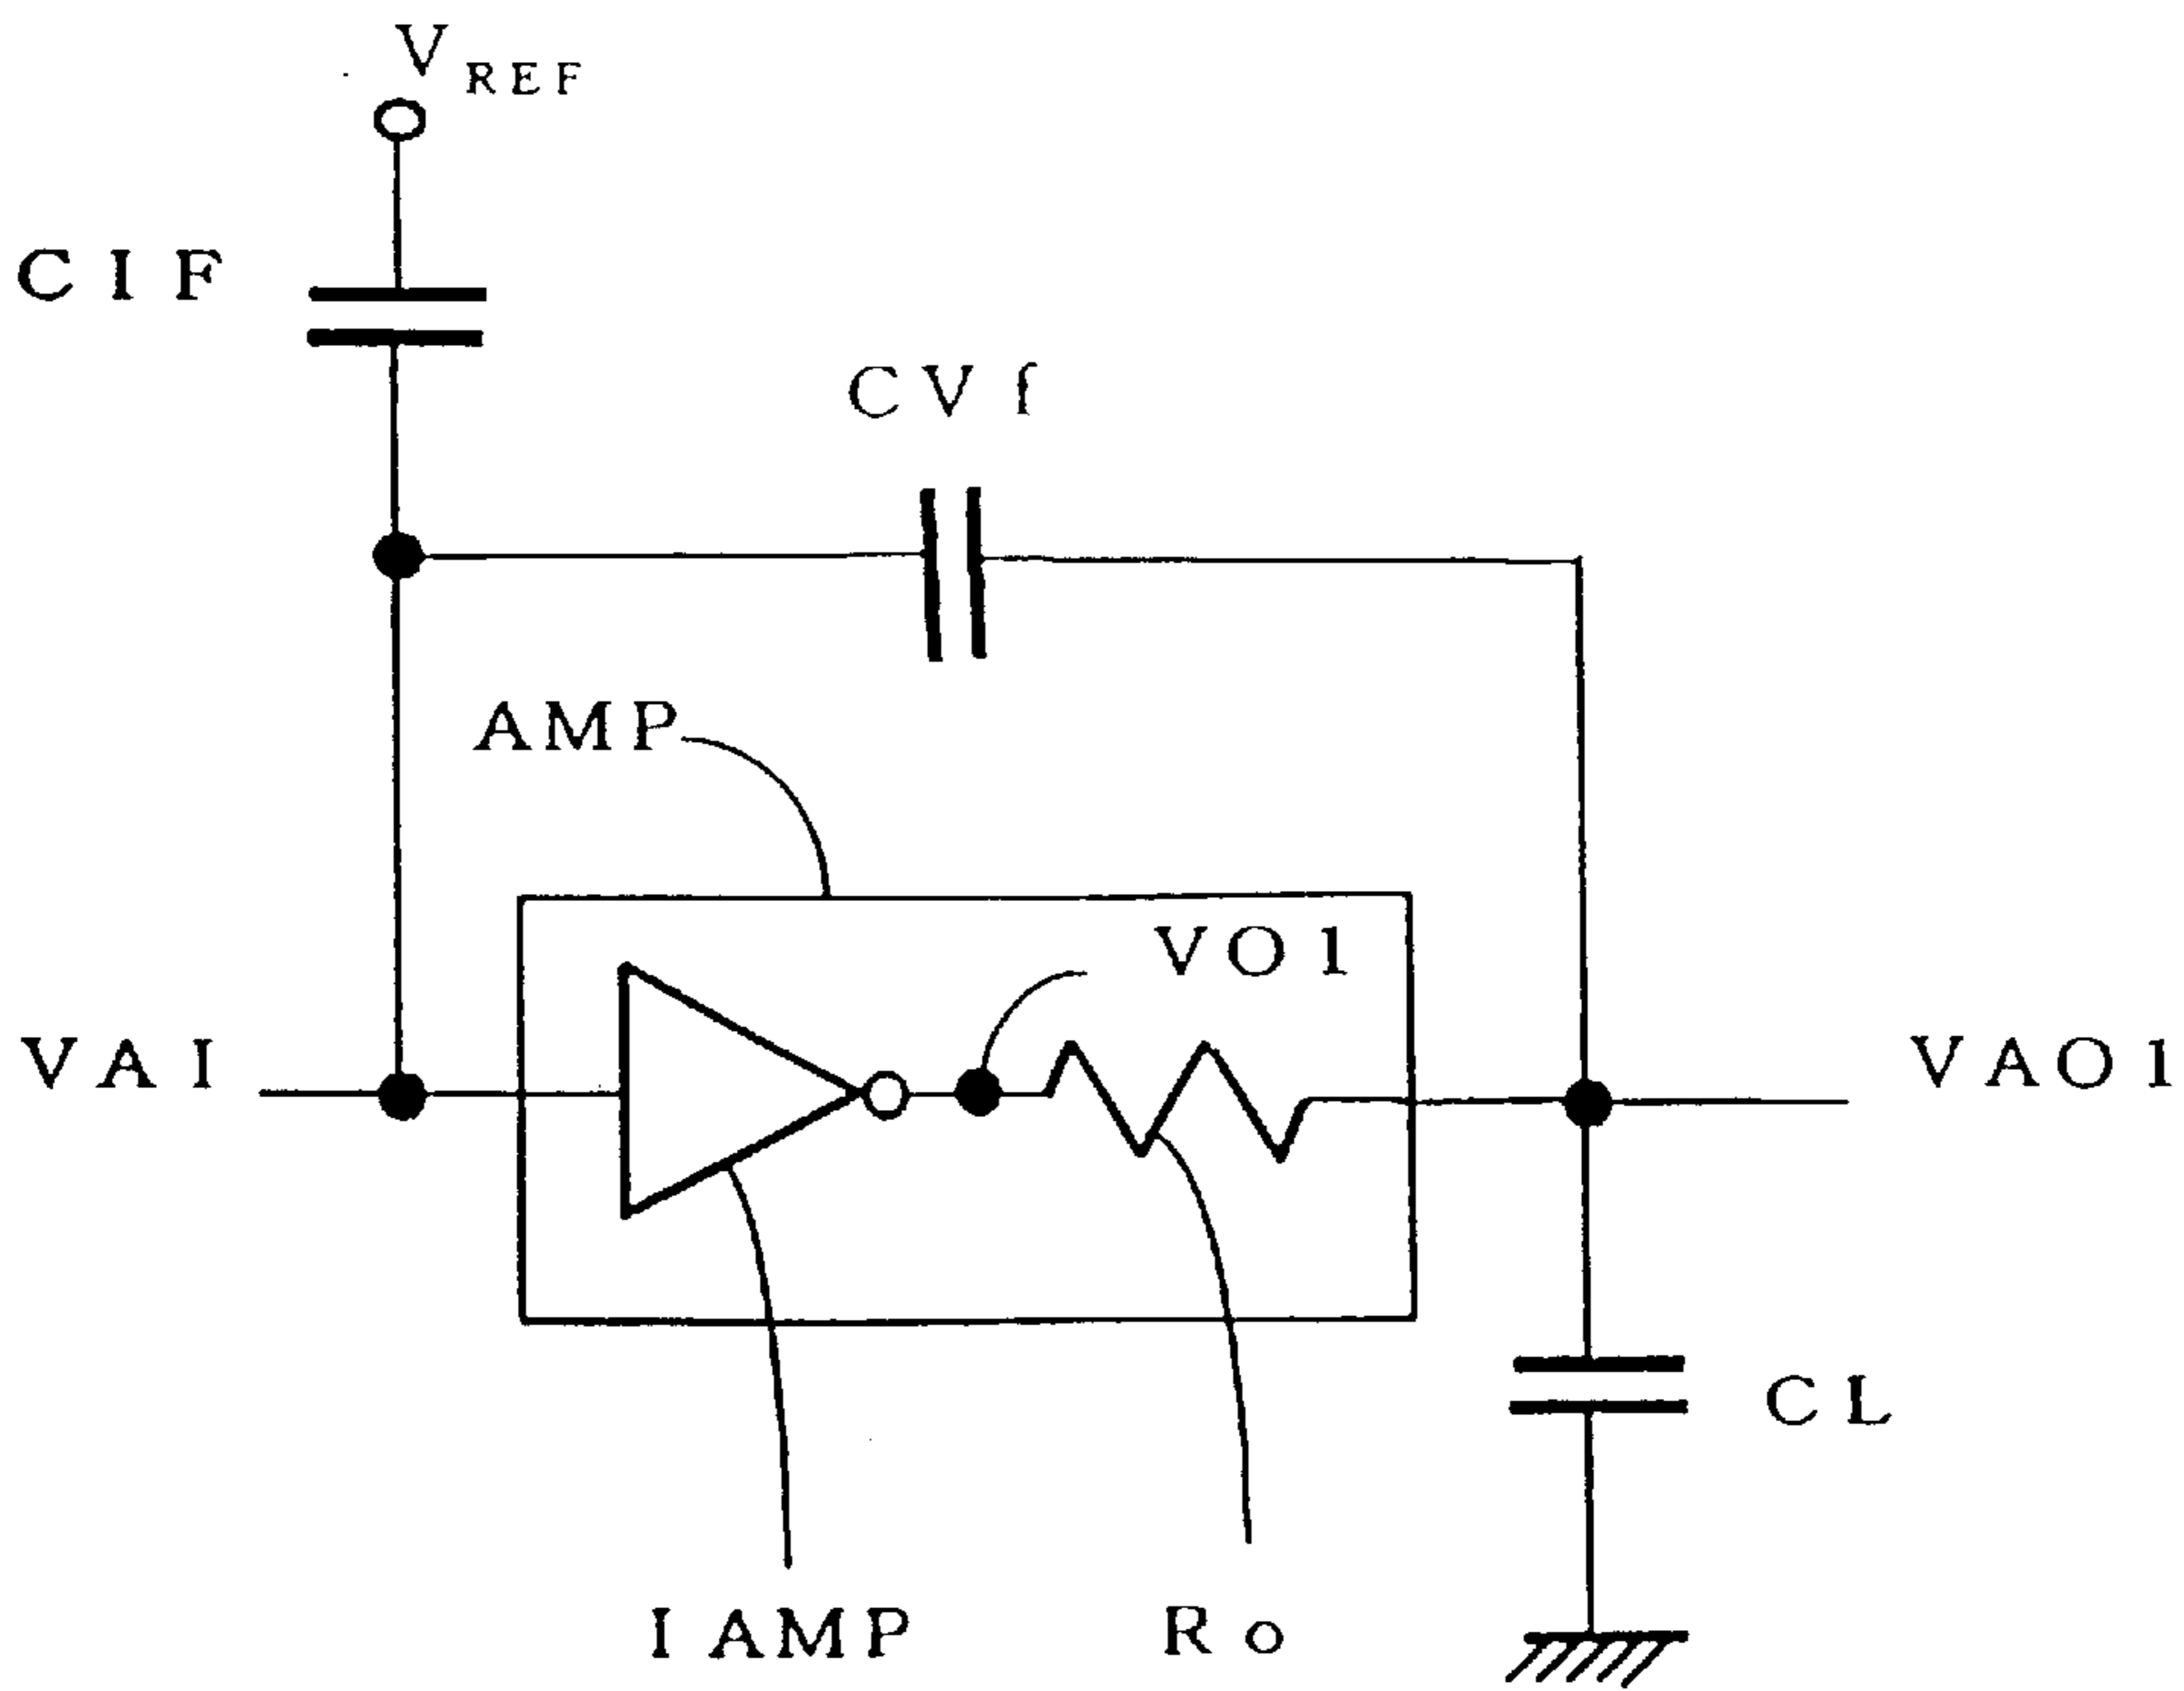 VREF
CIF
CVf
AMP
VO1
VAI
VAO1
CL
IAMP
Ro